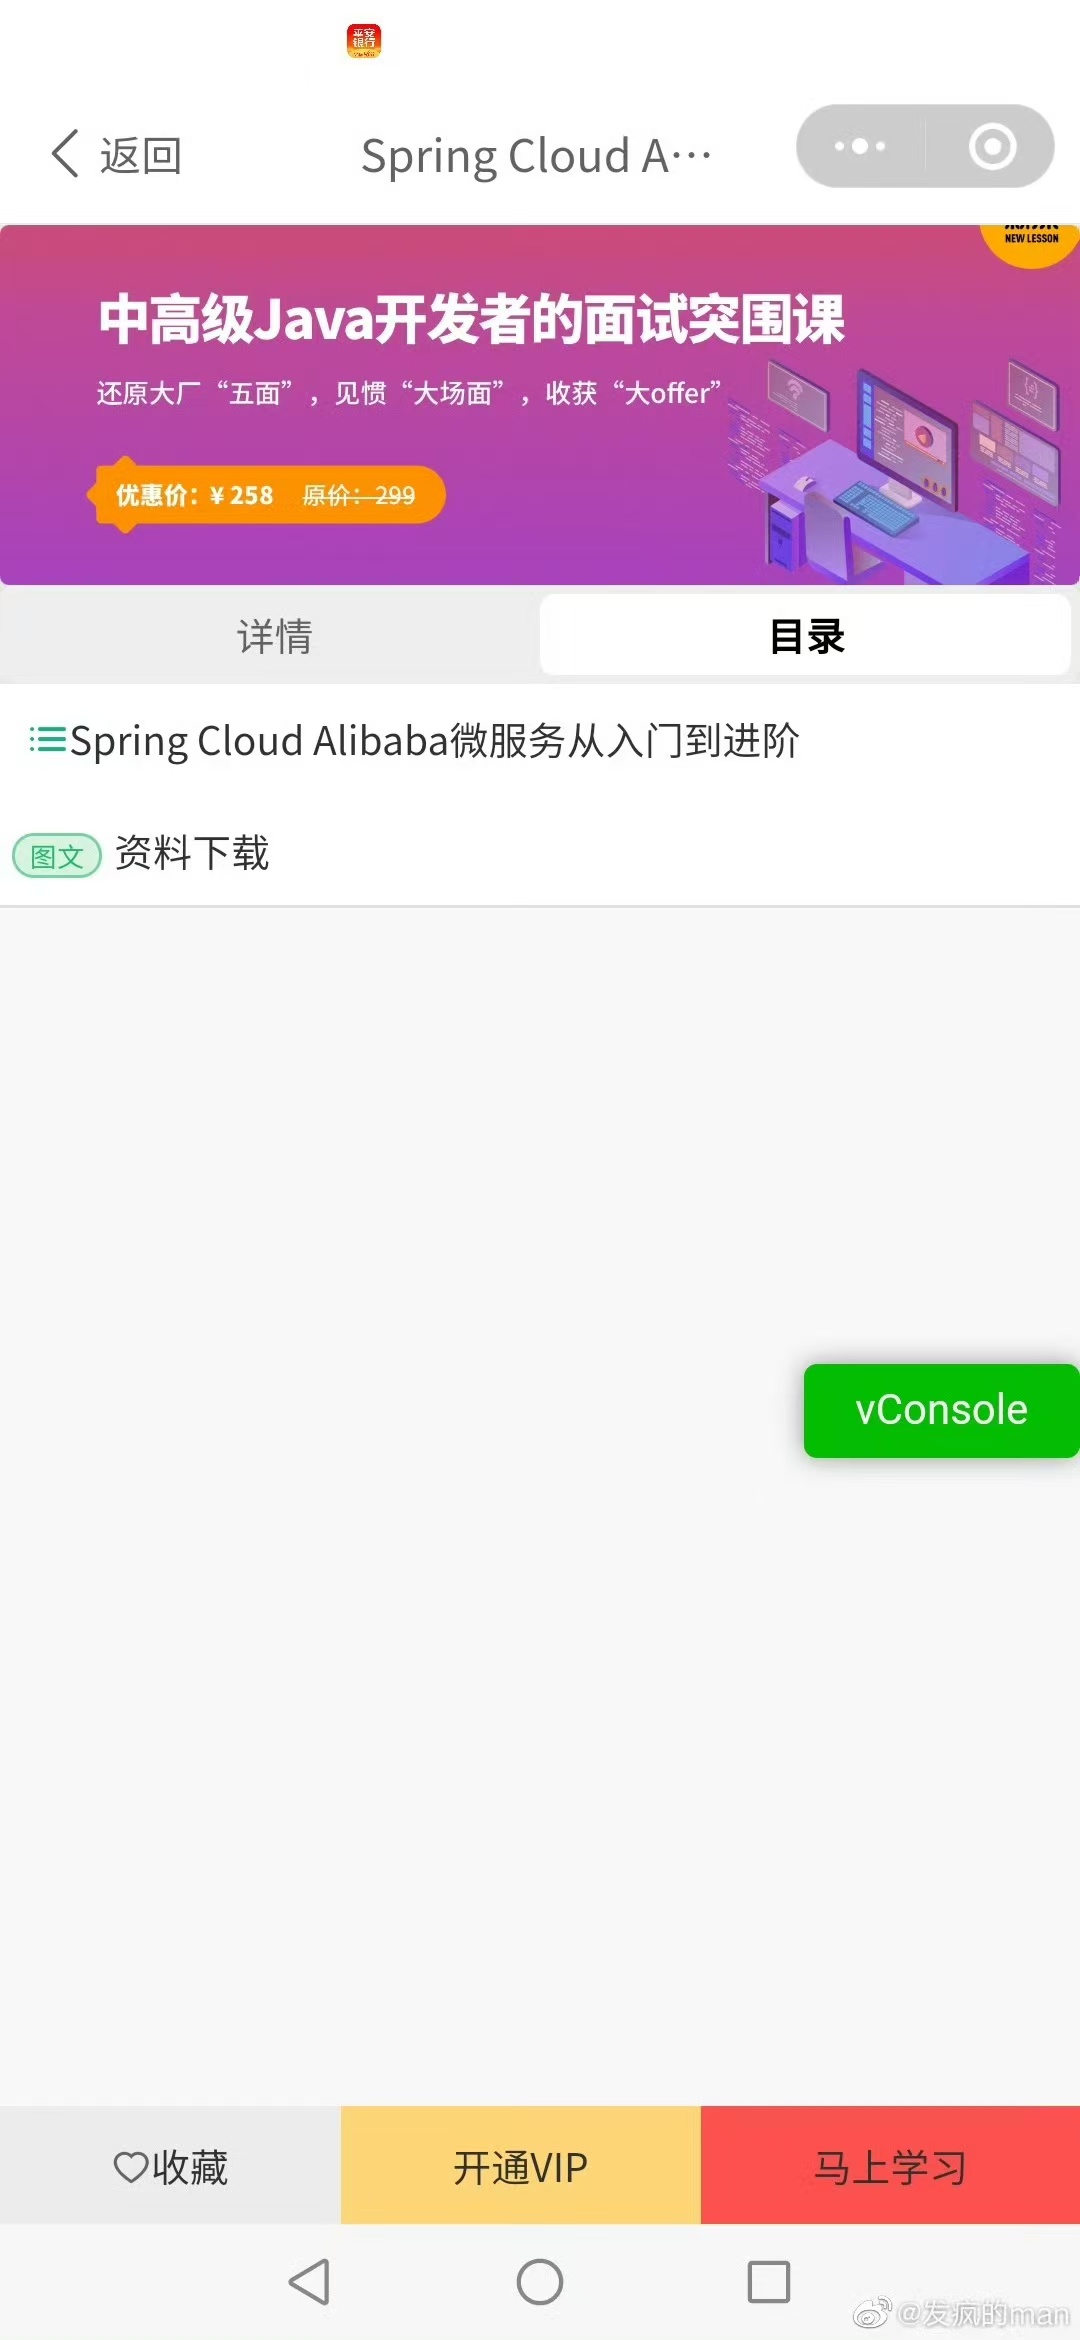 平安
银行
返回
Spring Cloud A···
NEW LESSON
中高级Java开发者的面试突围课
还原大厂“五面”，见惯“大场面”，收获“大offer”
优惠价：¥ 258 原价：299
详情
目录
Spring Cloud Alibaba微服务从入门到进阶
图文 资料下载
vConsole
收藏
开通VIP
马上学习
@发疯的man